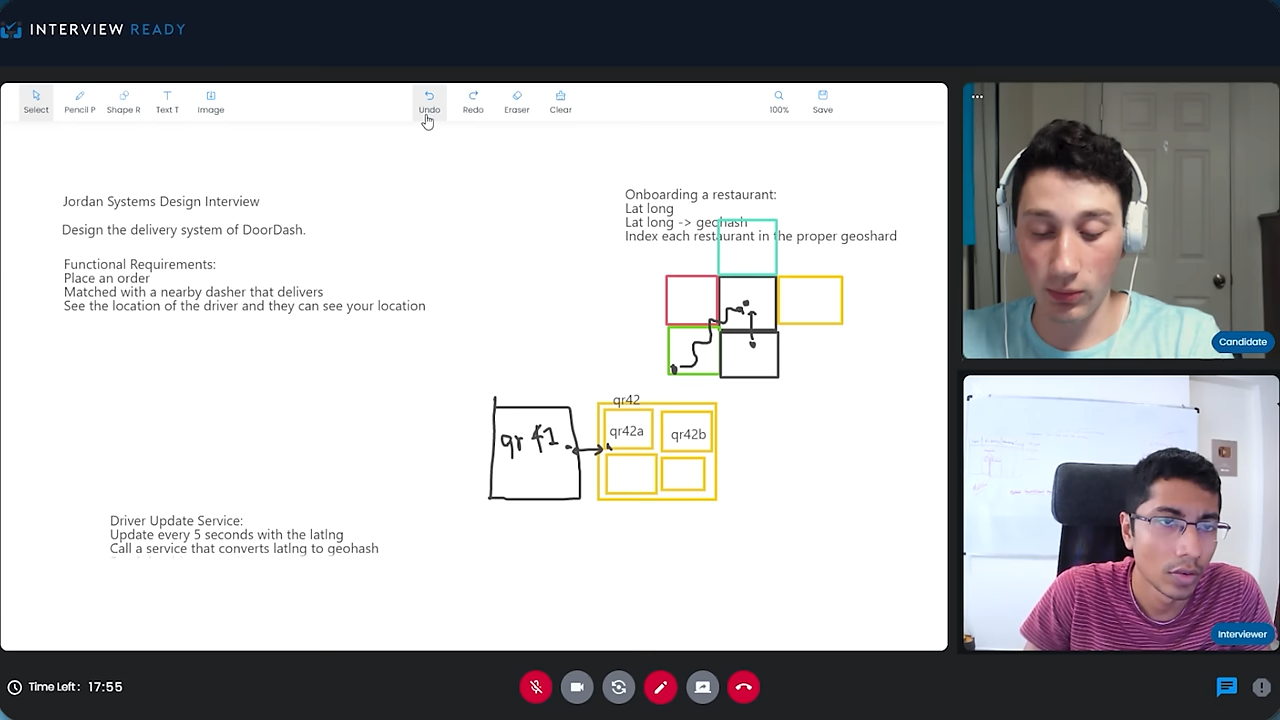 INTERVIEW READY
Select
Pencil P
Shape R
Text T
Image
Undo
Redo
Eraser
Clear
100%
Save
Jordan Systems Design Interview
Design the delivery system of DoorDash.
Functional Requirements:
Place an order
Matched with a nearby dasher that delivers
See the location of the driver and they can see your location
Onboarding a restaurant:
Lat long
Lat long -> geohash
Index each restaurant in the proper geoshard
qr41
qr42
qr42a
qr42b
Driver Update Service:
Update every 5 seconds with the latlng
Call a service that converts latlng to geohash
Candidate
Interviewer
Time Left : 17:55